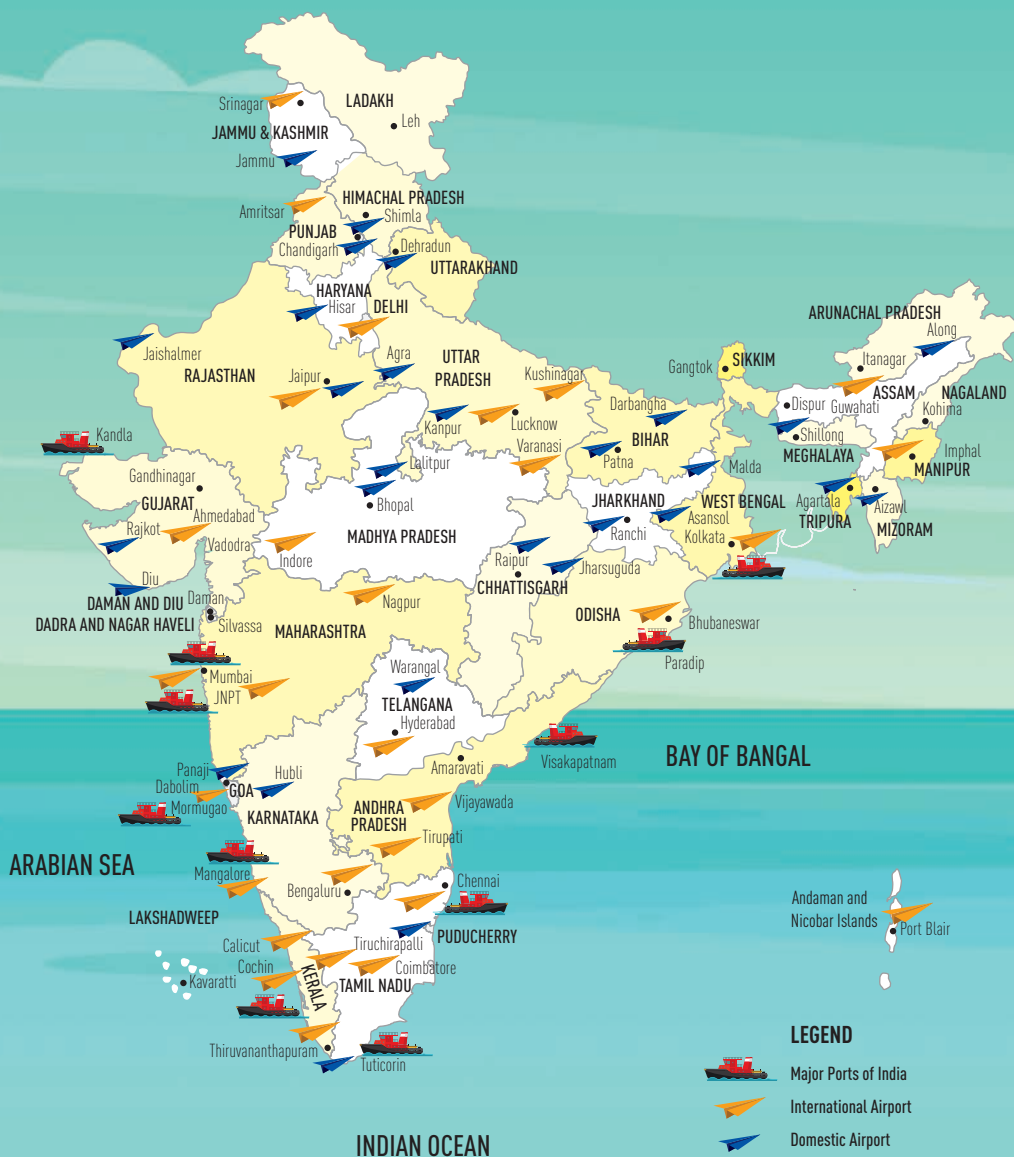 Srinagar
LADAKH
Leh
JAMMU & KASHMIR
Jammu
HIMACHAL PRADESH
Amritsar
Shimla
PUNJAB
Chandigarh
Dehradun
UTTARAKHAND
HARYANA
Hisar
DELHI
ARUNACHAL PRADESH
Along
Jaishalmer
RAJASTHAN
Jaipur
Agra
UTTAR
PRADESH
Kushinagar
Gangtok
SIKKIM
Itanagar
ASSAM
NAGALAND
Dispur
Guwahati
Kohima
Darbangha
Kanpur
Lucknow
BIHAR
Shillong
MEGHALAYA
Imphal
MANIPUR
Kandla
Varanasi
Patna
Malda
Lalitpur
Gandhinagar
GUJARAT
Bhopal
JHARKHAND
WEST BENGAL
Agartala
Aizawl
TRIPURA
MIZORAM
Ahmedabad
Rajkot
Vadodra
Indore
MADHYA PRADESH
Ranchi
Asansol
Kolkata
Raipur
Jharsuguda
CHHATTISGARH
Diu
DAMAN AND DIU
Daman
DADRA AND NAGAR HAVELI
Silvassa
Nagpur
MAHARASHTRA
ODISHA
Bhubaneswar
Paradip
Mumbai
JNPT
Warangal
TELANGANA
Hyderabad
Visakapatnam
BAY OF BANGAL
Amaravati
Panaji
Dabolim
GOA
Mormugao
Hubli
KARNATAKA
ANDHRA
PRADESH
Vijayawada
Tirupati
ARABIAN SEA
Mangalore
Bengaluru
Chennai
LAKSHADWEEP
PUDUCHERRY
Andaman and
Nicobar Islands
Port Blair
Calicut
Cochin
Kavaratti
KERALA
Tiruchirapalli
Coimbatore
TAMIL NADU
Thiruvananthapuram
Tuticorin
LEGEND
Major Ports of India
International Airport
Domestic Airport
INDIAN OCEAN